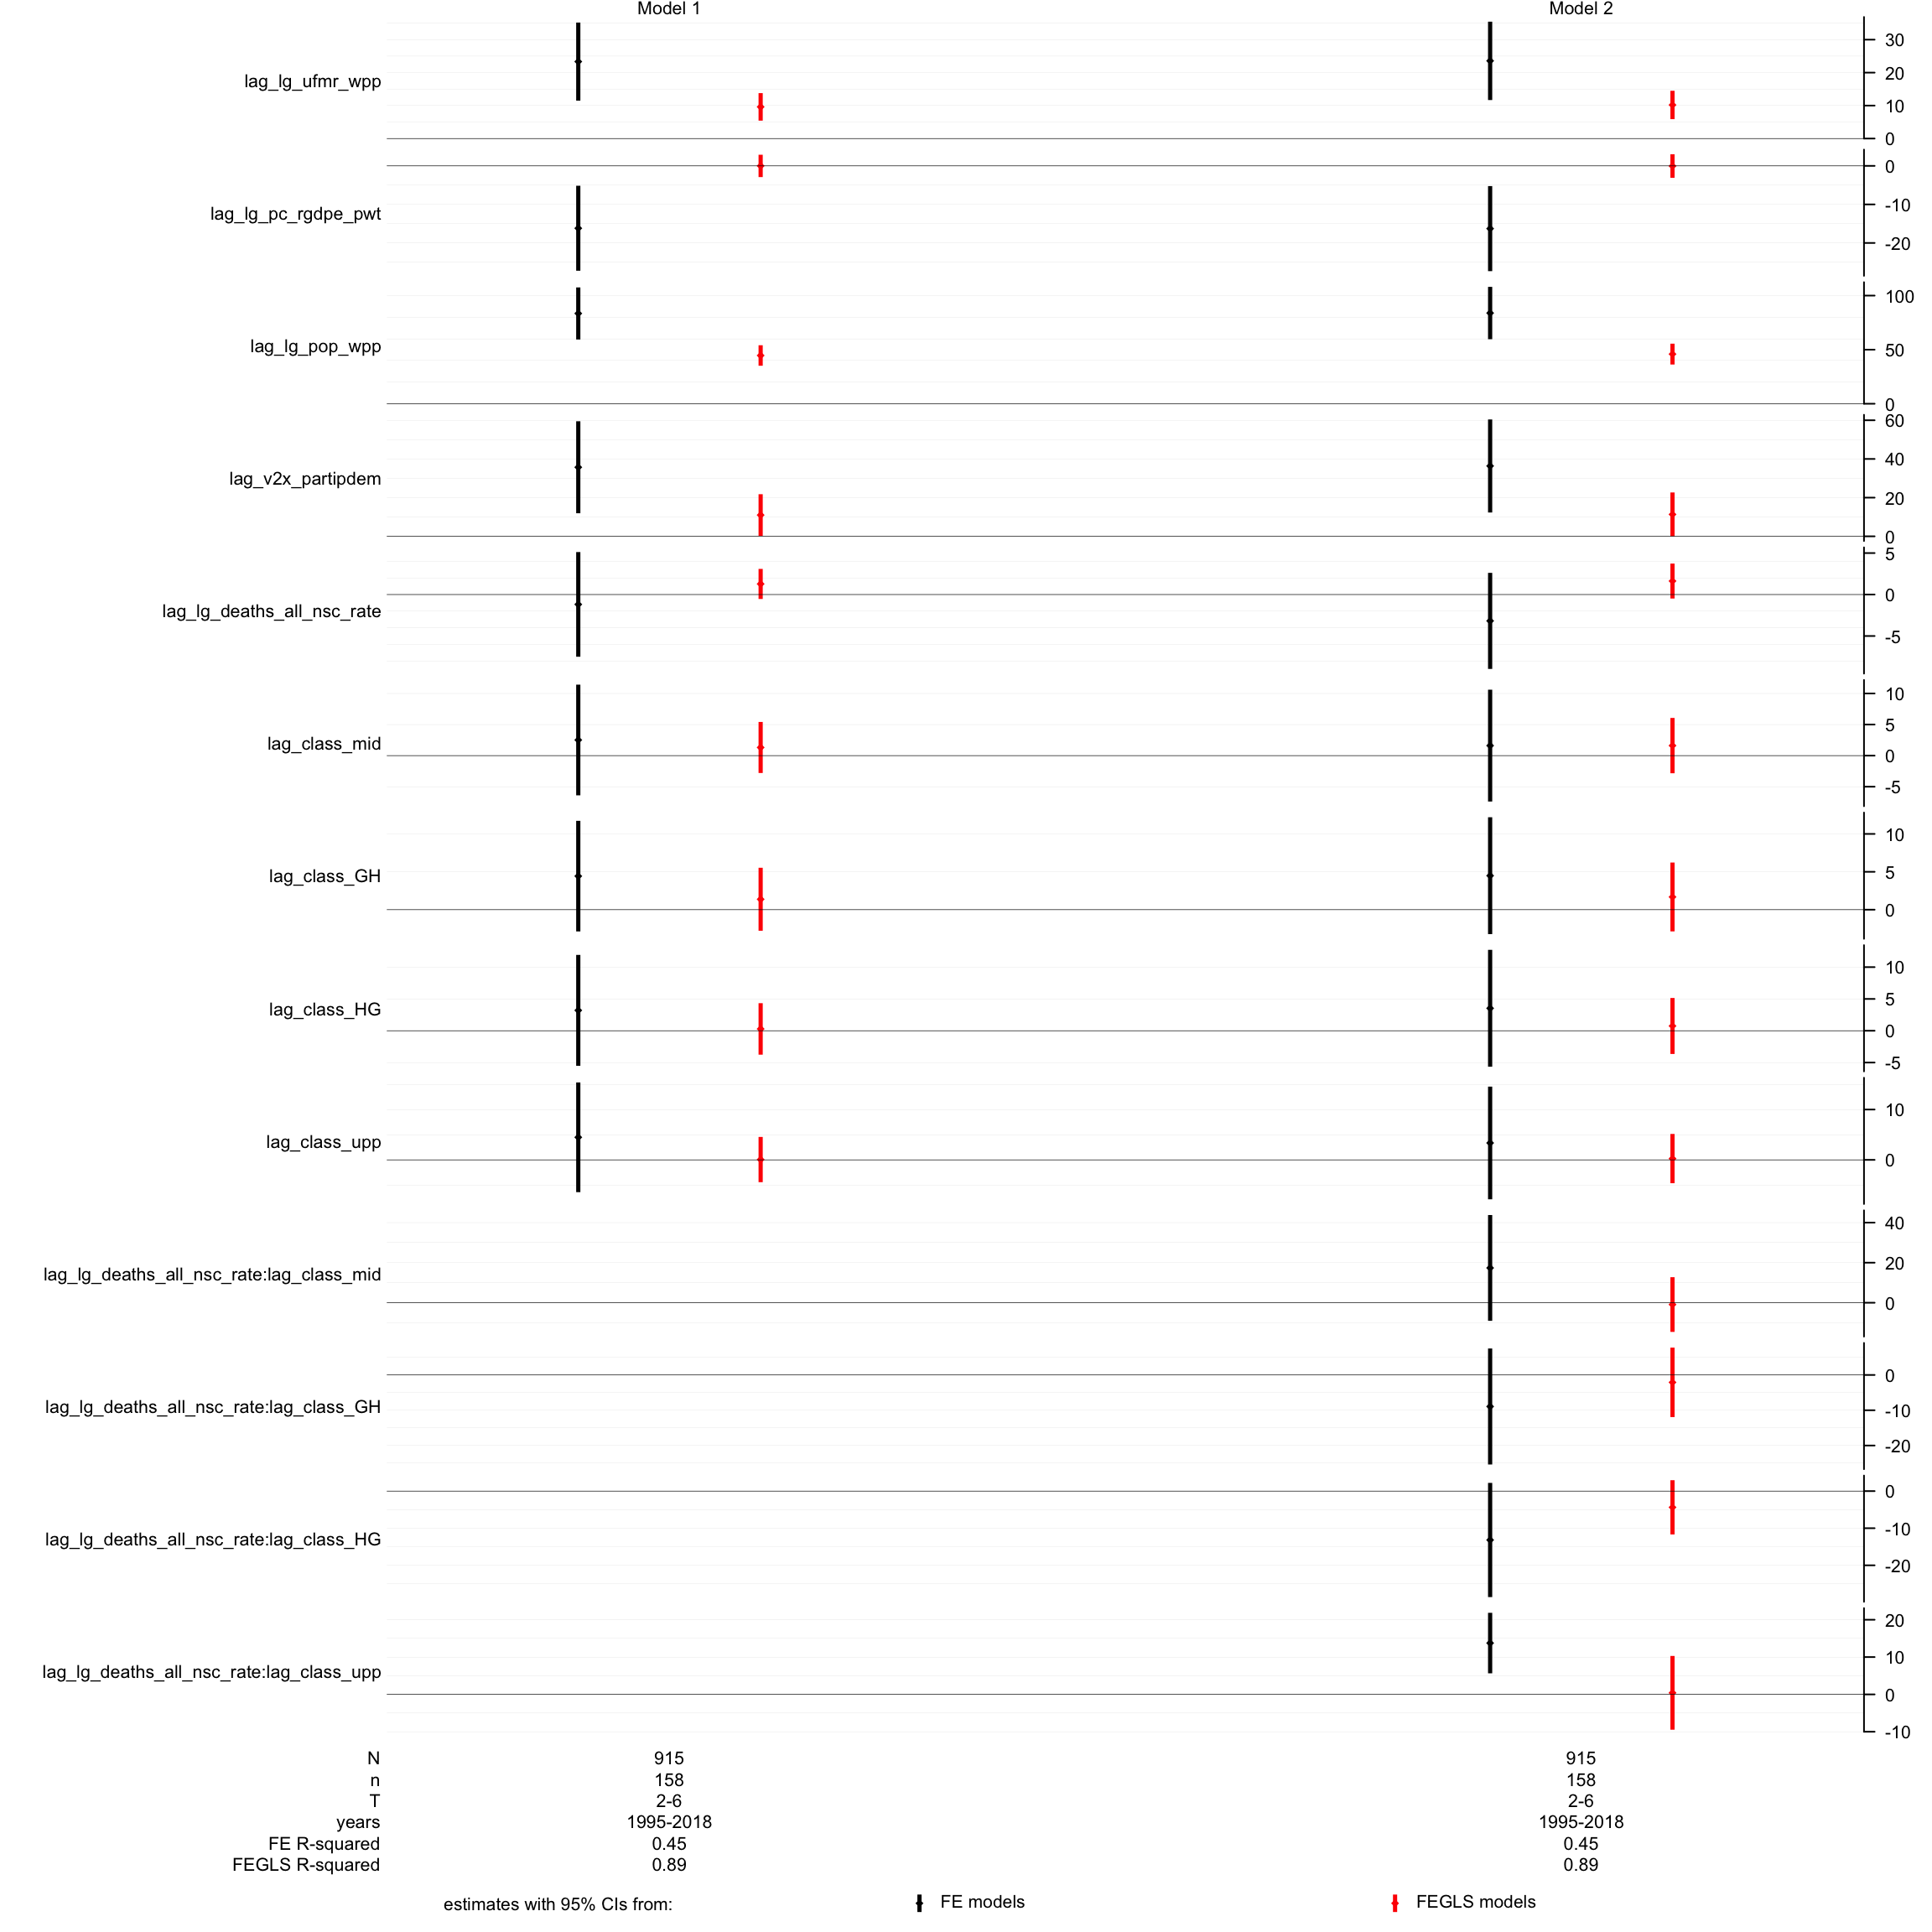 Model 1 Model 2
lag_lg_ufmr_wpp
30
20
10
0
lag_lg_pc_rgdpe_pwt
0
-10
-20
lag_lg_pop_wpp
100
50
0
lag_v2x_partipdem
60
40
20
0
lag_lg_deaths_all_nsc_rate
5
0
-5
lag_class_mid
10
5
0
-5
lag_class_GH
10
5
0
lag_class_HG
10
5
0
-5
lag_class_upp
10
0
lag_lg_deaths_all_nsc_rate:lag_class_mid
40
20
0
lag_lg_deaths_all_nsc_rate:lag_class_GH
0
-10
-20
lag_lg_deaths_all_nsc_rate:lag_class_HG
0
-10
-20
lag_lg_deaths_all_nsc_rate:lag_class_upp
20
10
0
-10
N 915 915
n 158 158
T 2-6 2-6
years 1995-2018 1995-2018
FE R-squared 0.45 0.45
FEGLS R-squared 0.89 0.89
estimates with 95% CIs from: FE models FEGLS models